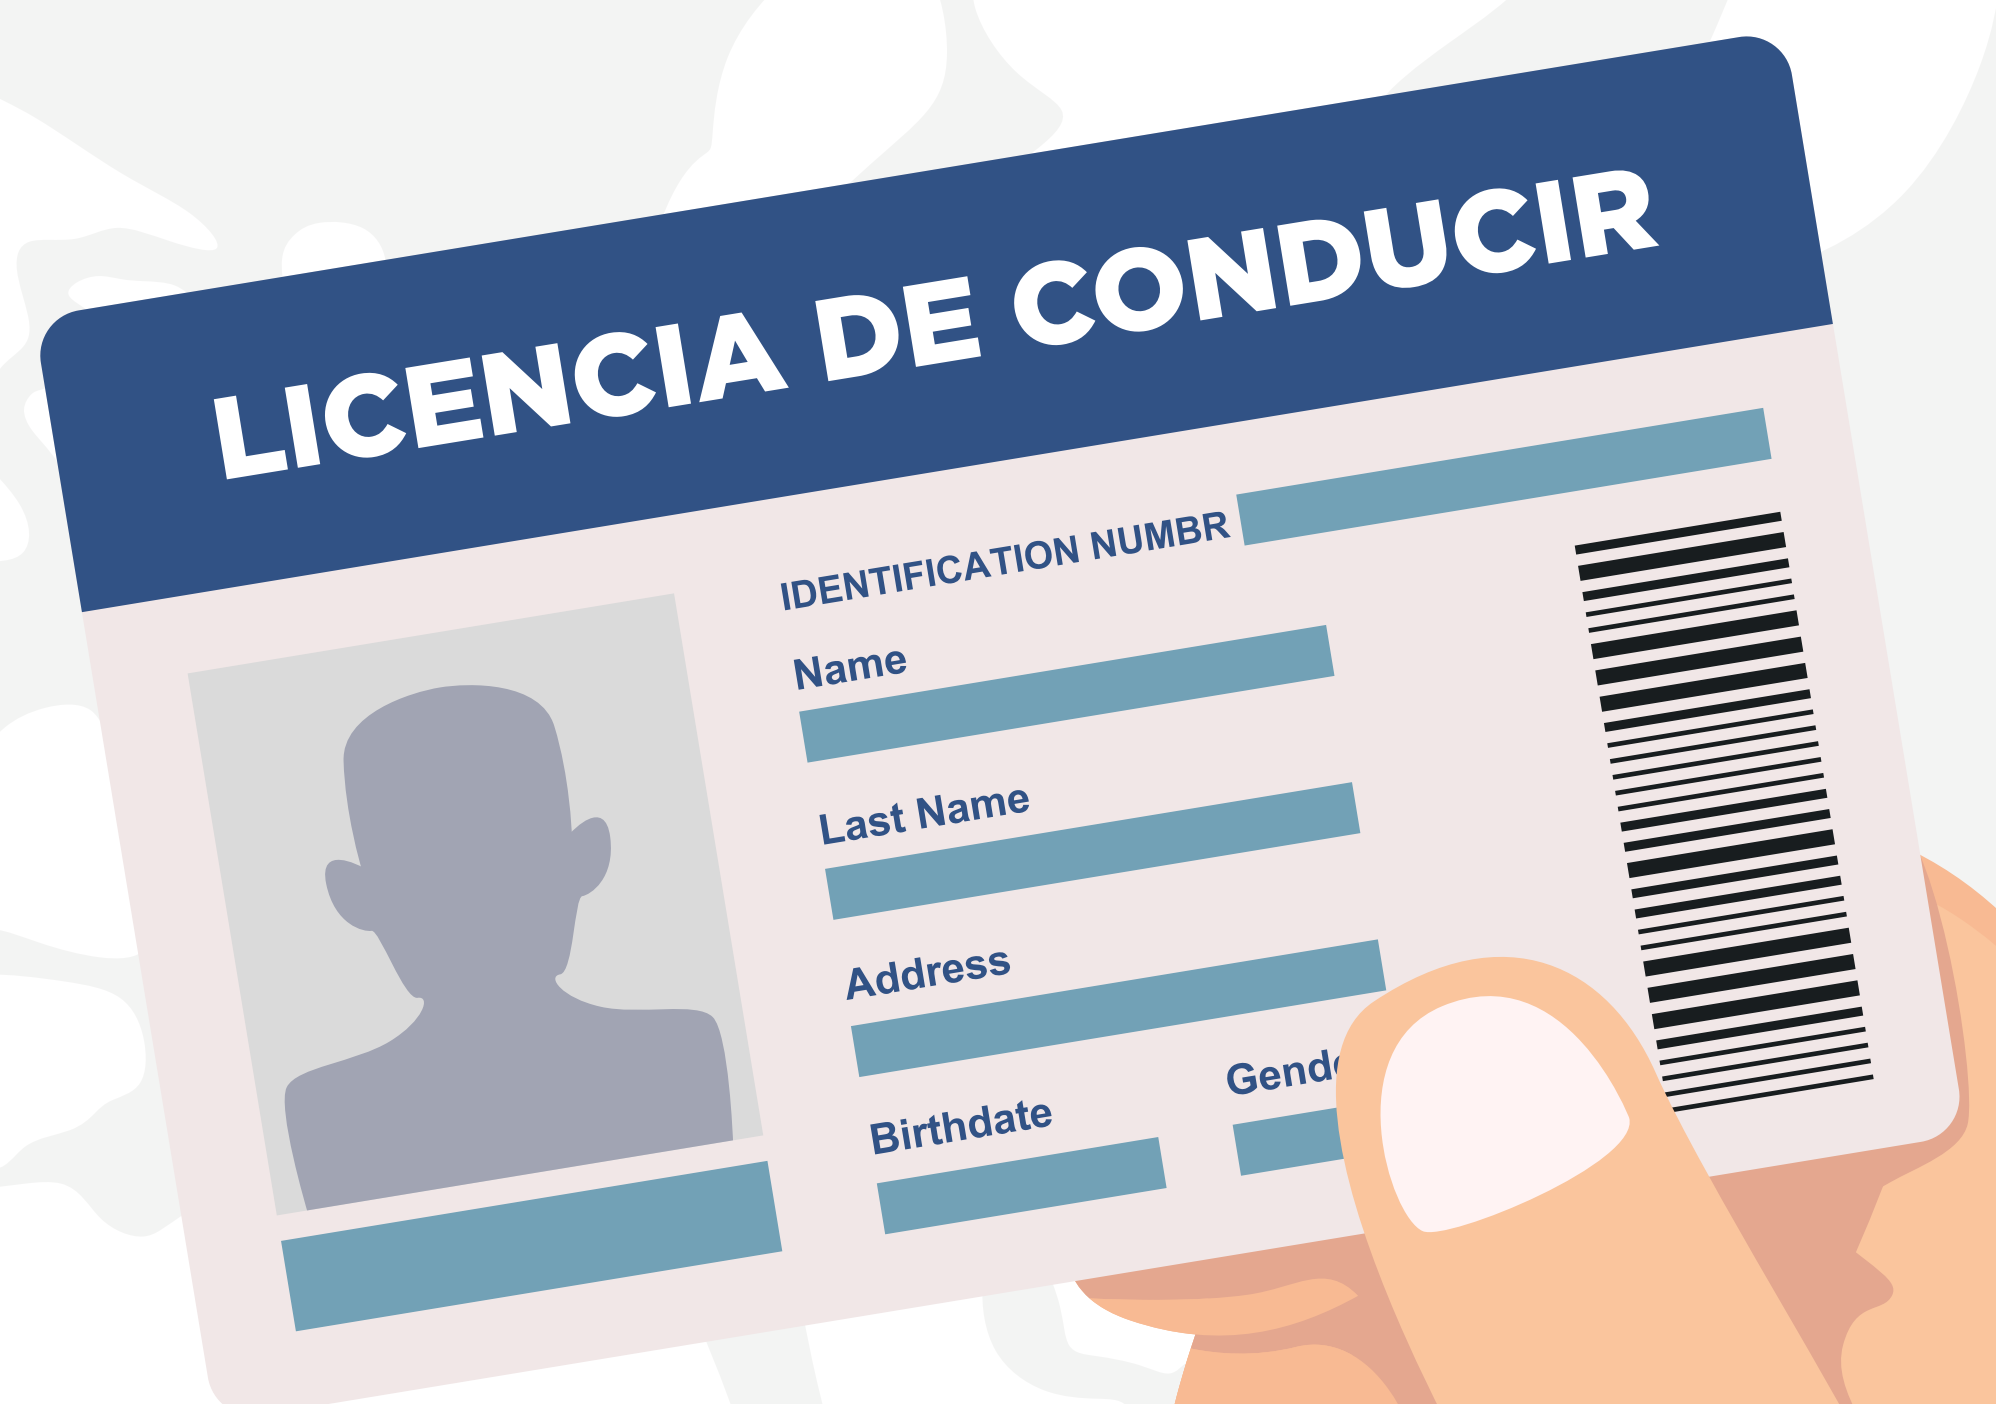 LICENCIA DE CONDUCIR
IDENTIFICATION NUMBR
Name
Last Name
Address
Birthdate